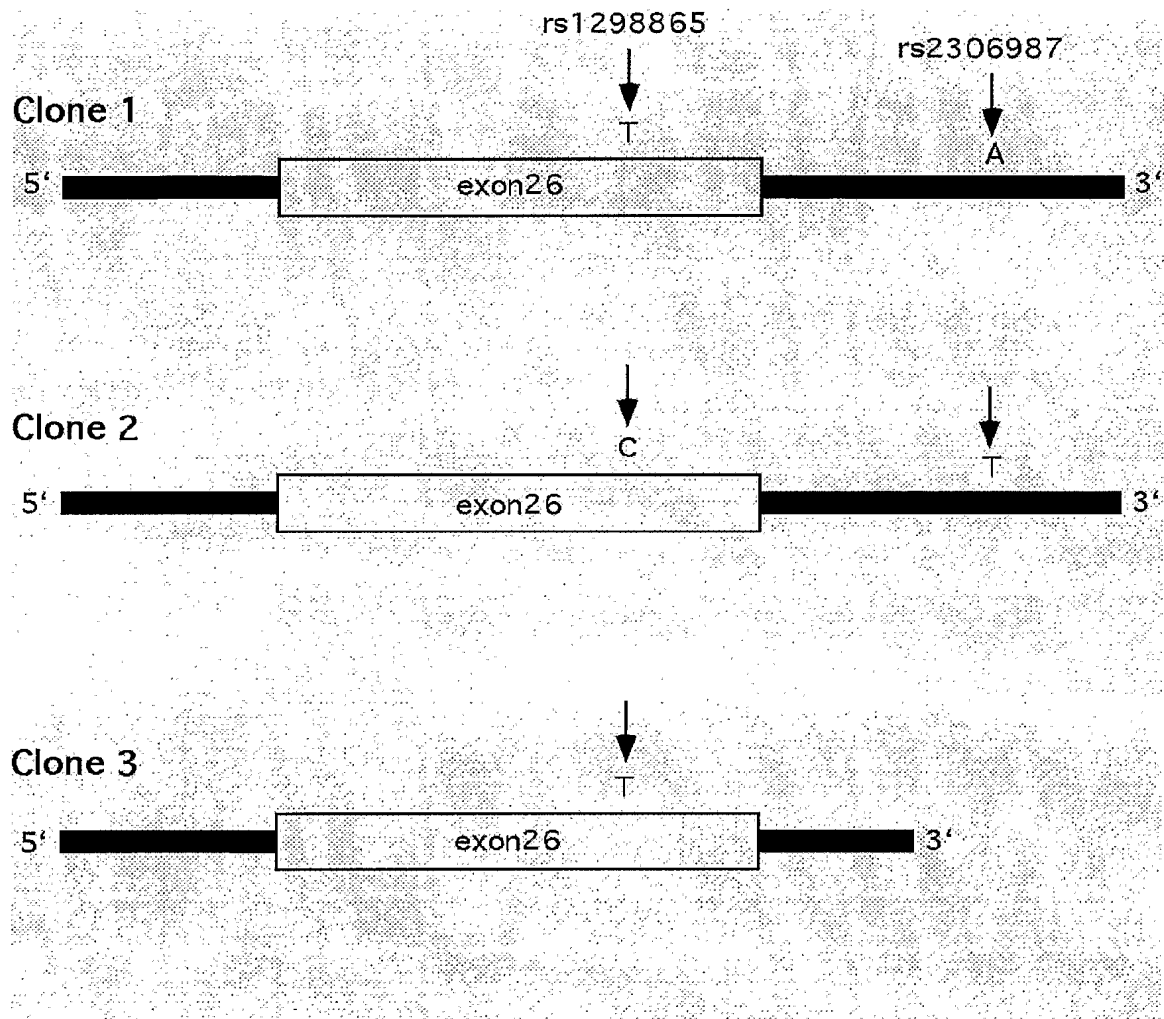 rs1298865
rs2306987
Clone 1
T
A
5‘ exon26 3‘
Clone 2
C
T
5‘ exon26 3‘
Clone 3
T
5‘ exon26 3‘